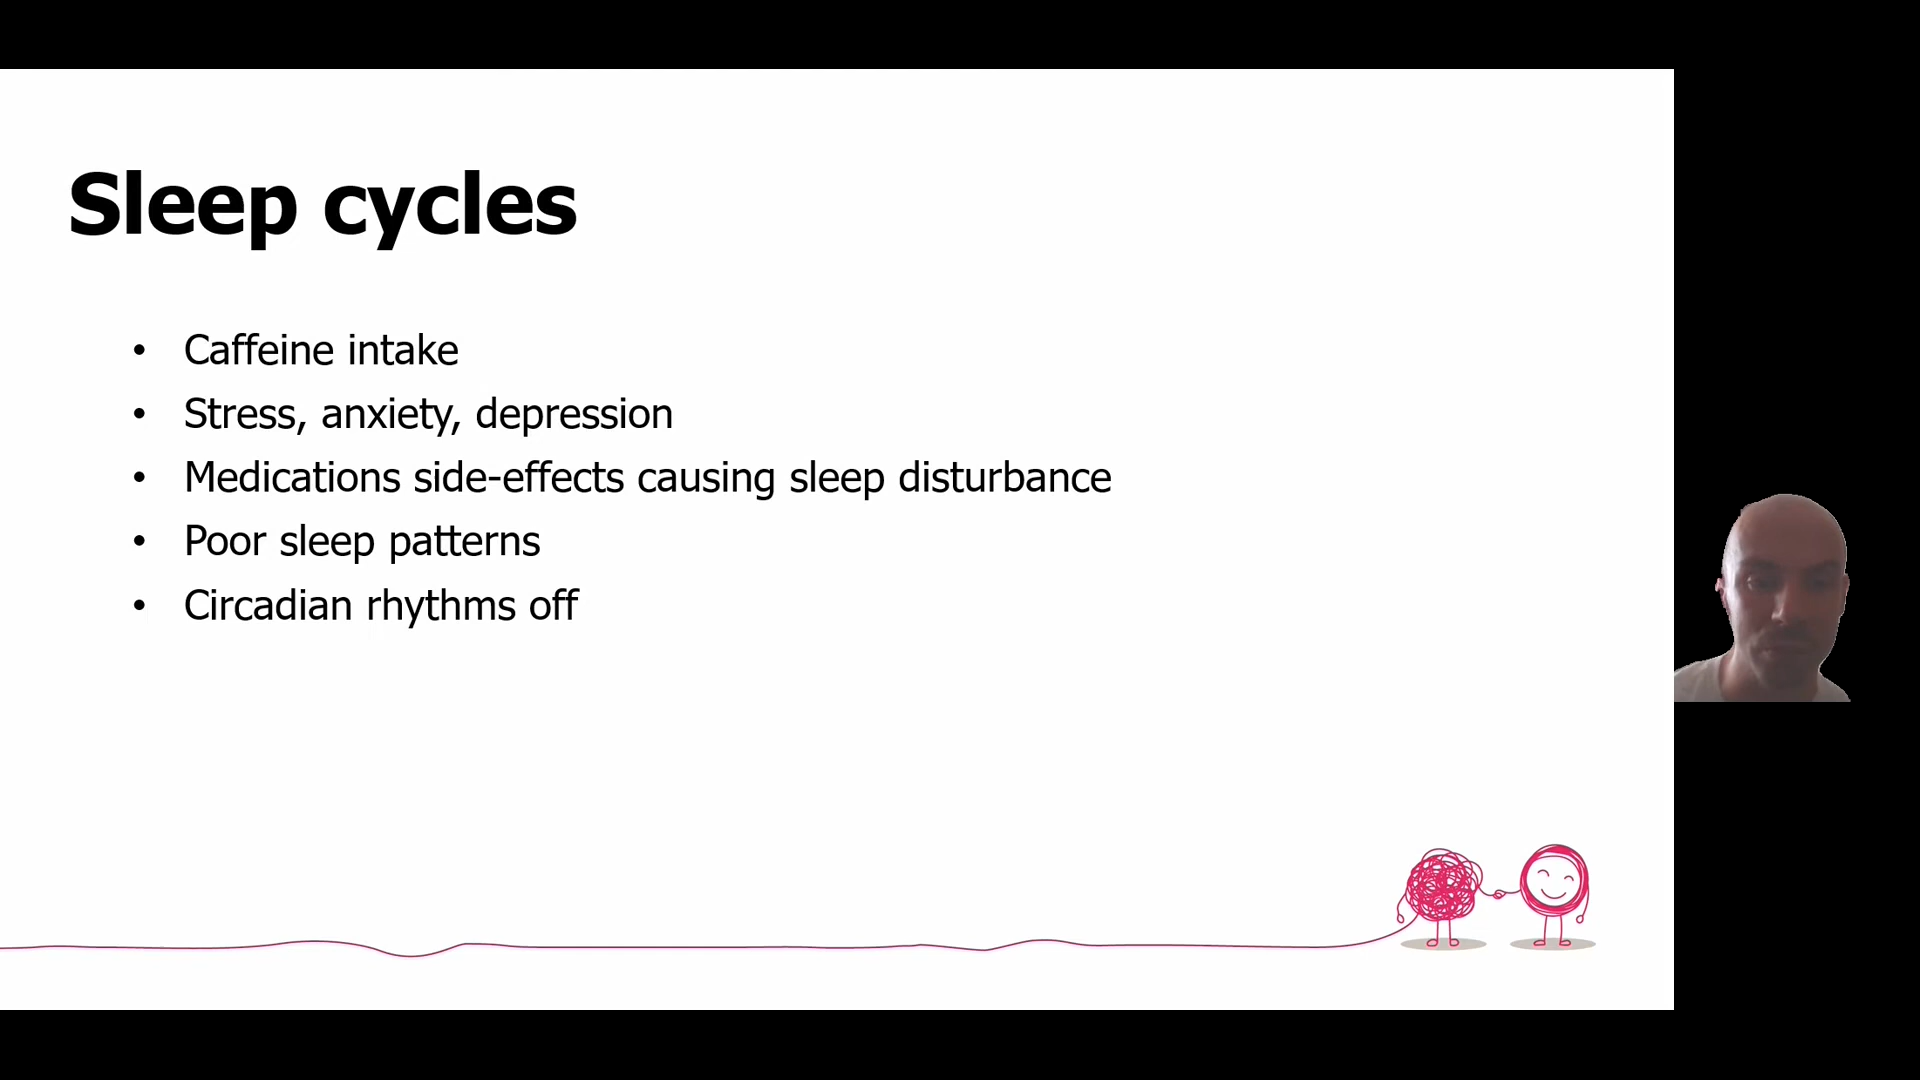 Sleep cycles
• Caffeine intake
• Stress, anxiety, depression
• Medications side-effects causing sleep disturbance
• Poor sleep patterns
• Circadian rhythms off